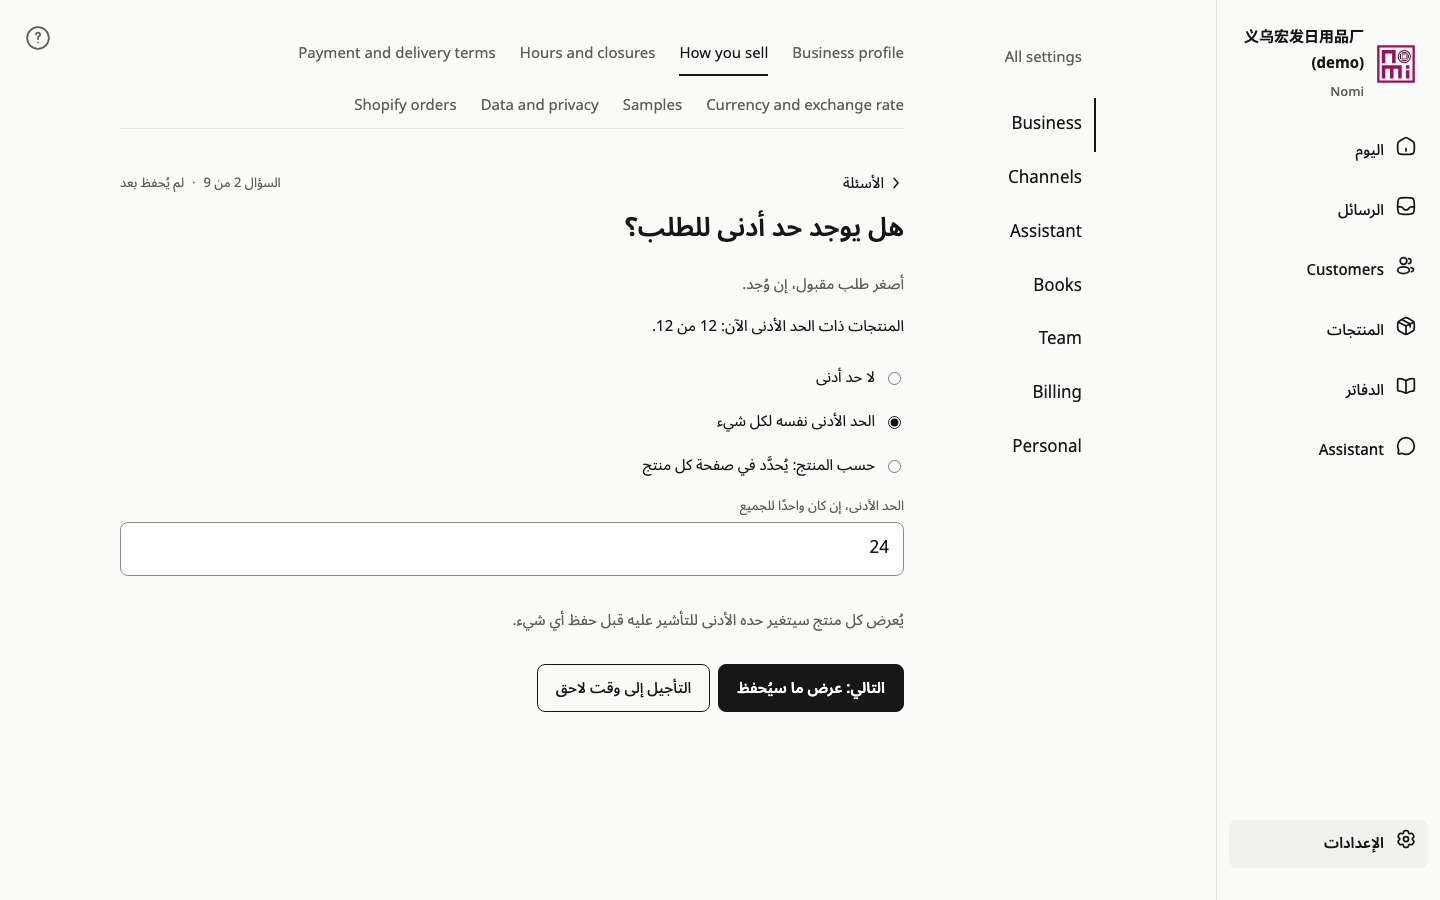 义乌宏发日用品厂
(demo)
Nomi
اليوم
الرسائل
Customers
المنتجات
الدفاتر
Assistant
الإعدادات
All settings
Business
Channels
Assistant
Books
Team
Billing
Personal
Business profile
How you sell
Hours and closures
Payment and delivery terms
Currency and exchange rate
Samples
Data and privacy
Shopify orders
الأسئلة
السؤال 2 من 9 · لم يُحفظ بعد
هل يوجد حد أدنى للطلب؟
أصغر طلب مقبول، إن وُجد.
المنتجات ذات الحد الأدنى الآن: 12 من 12.
لا حد أدنى
الحد الأدنى نفسه لكل شيء
حسب المنتج: يُحدَّد في صفحة كل منتج
الحد الأدنى، إن كان واحدًا للجميع
24
يُعرض كل منتج سيتغير حده الأدنى للتأشير عليه قبل حفظ أي شيء.
التالي: عرض ما سيُحفظ
التأجيل إلى وقت لاحق